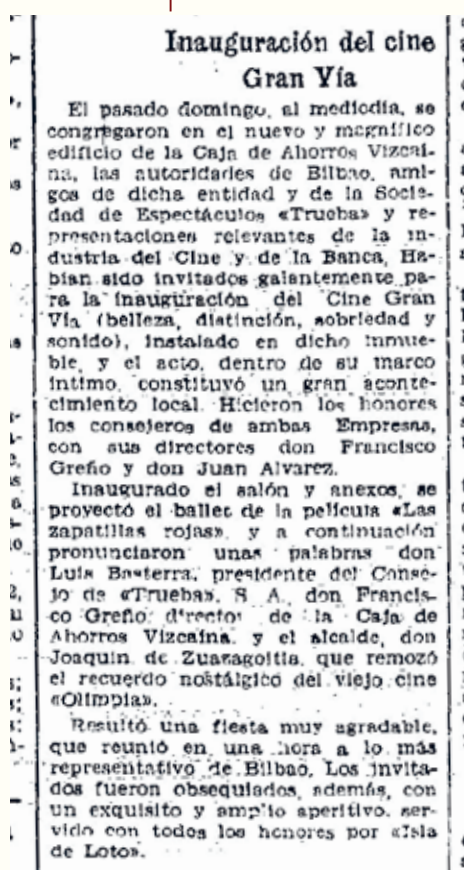 Inauguración del cine
Gran Vía
El pasado domingo, al mediodía, se
congregaron en el nuevo y magnífico
edificio de la Caja de Ahorros Vizcaí-
na, las autoridades de Bilbao, ami-
gos de dicha entidad y de la Socie-
dad de Espectáculos «Trueba» y re-
presentaciones relevantes de la in-
dustria del Cine y de la Banca, Ha-
bían sido invitados galantemente pa-
ra la inauguración del Cine Gran
Vía (belleza, distinción, sobriedad y
sonido), instalado en dicho inmue-
ble, y el acto, dentro de su marco
íntimo, constituyó un gran aconte-
cimiento local. Hicieron los honores
los consejeros de ambas Empresas,
con sus directores don Francisco
Greño y don Juan Alvarez.
Inaugurado el salón y anexos, se
proyectó el ballet de la película «Las
zapatillas rojas» y a continuación
pronunciaron unas palabras don
Luis Basterra, presidente del Conse-
jo de «Trueba», S. A., don Francis-
co Greño, director de la Caja de
Ahorros Vizcaína, y el alcalde, don
Joaquín de Zuazagoitia, que remozó
el recuerdo nostálgico del viejo cine
«Olimpia».
Resultó una fiesta muy agradable,
que reunió en una hora a lo más
representativo de Bilbao. Los invita-
dos fueron obsequiados, además, con
un exquisito y amplio aperitivo, ser-
vido con todos los honores por «Isla
de Loto».